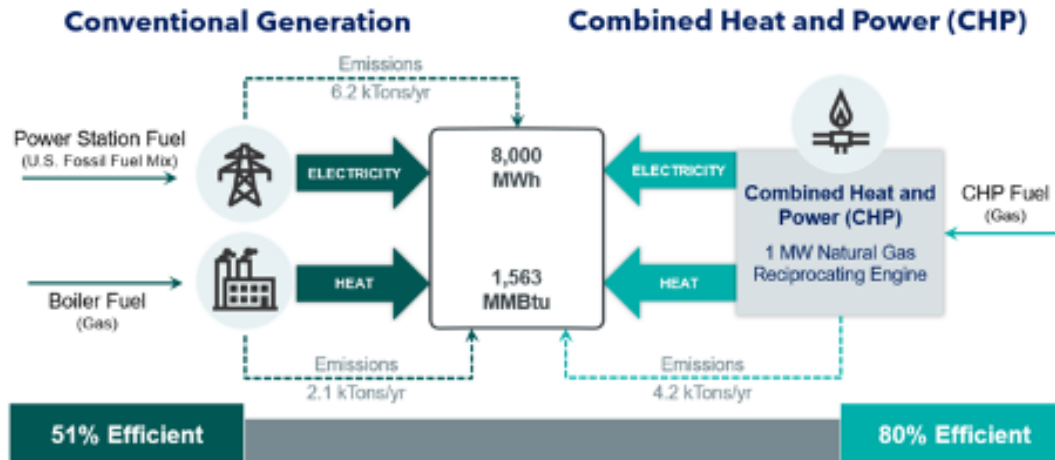 Conventional Generation
Combined Heat and Power (CHP)
Emissions
6.2 kTons/yr
Power Station Fuel
(U.S. Fossil Fuel Mix)
ELECTRICITY
8,000
MWh
ELECTRICITY
Combined Heat and
Power (CHP)
1 MW Natural Gas
Reciprocating Engine
CHP Fuel
(Gas)
Boiler Fuel
(Gas)
HEAT
1,563
MMBtu
HEAT
Emissions
2.1 kTons/yr
Emissions
4.2 kTons/yr
51% Efficient
80% Efficient